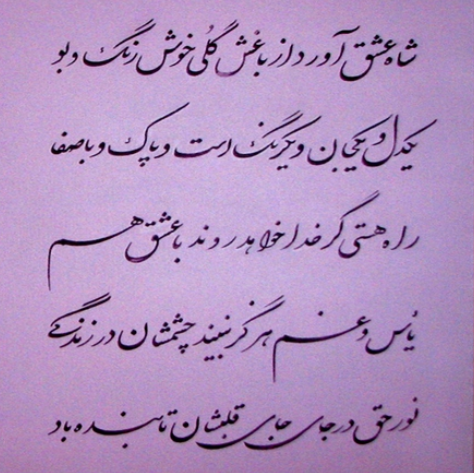 شاه عشق آورد از باغش گلی خوش رنگ و بو
یکدل و یکجان و یکرنگ است و پاک و باصفا
راه هستی گر خدا خواهد روند با عشق هم
یأس و غم هرگز نبیند چشمشان در زندگی
نور حق در جای جای قلبشان تابنده باد